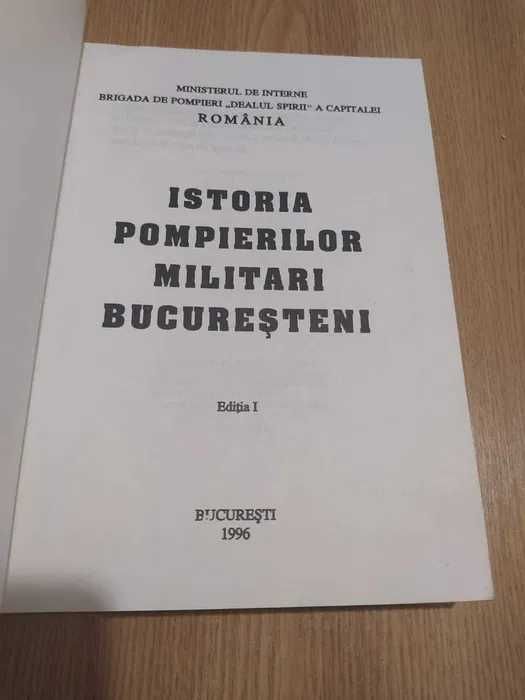 MINISTERUL DE INTERNE
BRIGADA DE POMPIERI „DEALUL SPIRII" A CAPITALEI
ROMÂNIA
ISTORIA
POMPIERILOR
MILITARI
BUCUREŞTENI
Ediţia I
BUCUREŞTI
1996